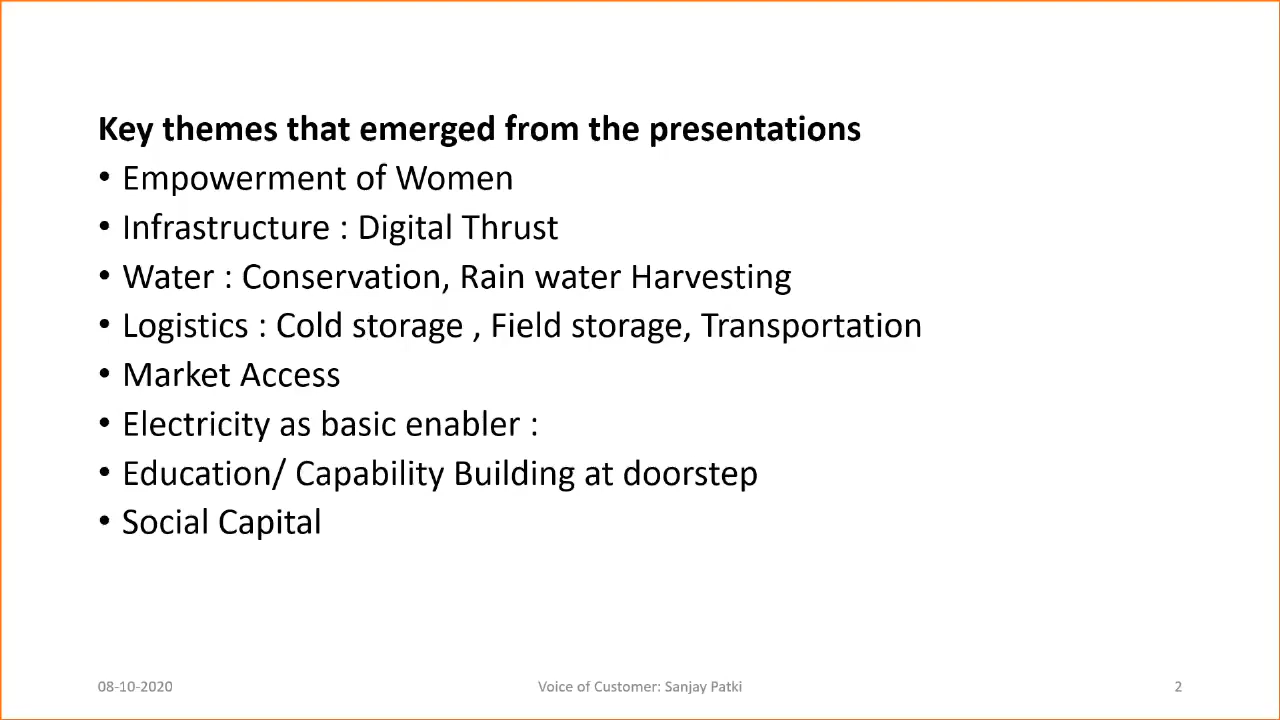 Key themes that emerged from the presentations
• Empowerment of Women
• Infrastructure : Digital Thrust
• Water : Conservation, Rain water Harvesting
• Logistics : Cold storage , Field storage, Transportation
• Market Access
• Electricity as basic enabler :
• Education/ Capability Building at doorstep
• Social Capital
08-10-2020
Voice of Customer: Sanjay Patki
2